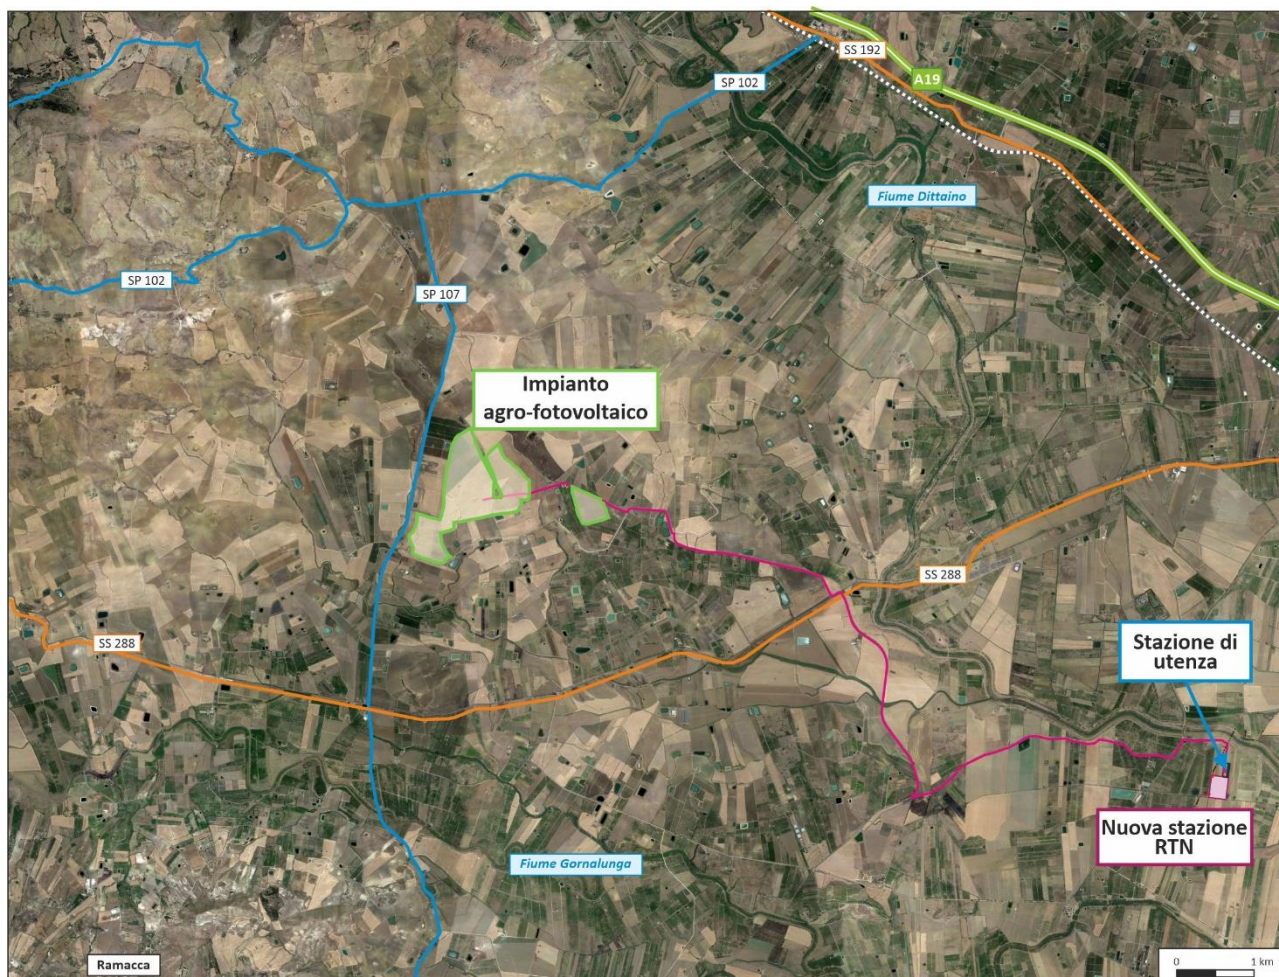 SS 192
A19
SP 102
Fiume Dittaino
SP 102
SP 107
Impianto
agro-fotovoltaico
SS 288
SS 288
Stazione di
utenza
Nuova stazione
RTN
Fiume Gornalunga
Ramacca
0
1 km